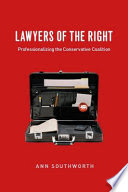 LAWYERS OF THE RIGHT
Professionalizing the Conservative Coalition
ANN SOUTHWORTH